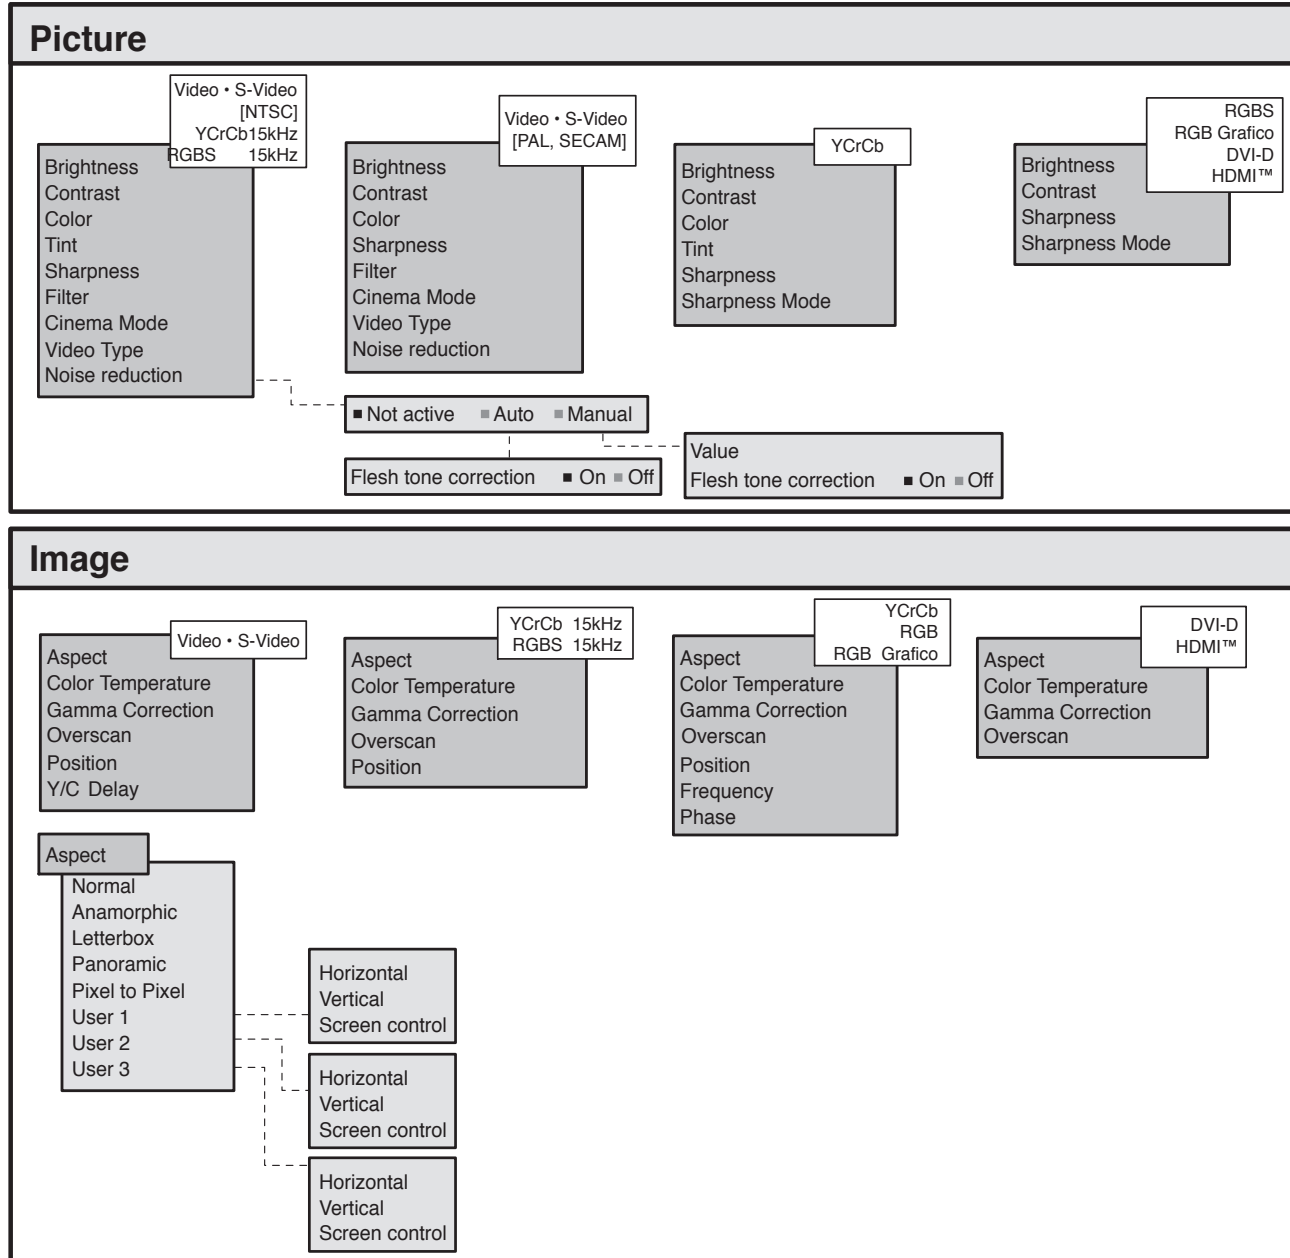 Picture
Video • S-Video
[NTSC]
YCrCb15kHz
RGBS 15kHz
Brightness
Contrast
Color
Tint
Sharpness
Filter
Cinema Mode
Video Type
Noise reduction
Video • S-Video
[PAL, SECAM]
Brightness
Contrast
Color
Sharpness
Filter
Cinema Mode
Video Type
Noise reduction
YCrCb
Brightness
Contrast
Color
Tint
Sharpness
Sharpness Mode
RGBS
RGB Grafico
DVI-D
HDMI™
Brightness
Contrast
Sharpness
Sharpness Mode
■ Not active ■ Auto ■ Manual
Flesh tone correction ■ On ■ Off
Value
Flesh tone correction ■ On ■ Off
Image
Video • S-Video
Aspect
Color Temperature
Gamma Correction
Overscan
Position
Y/C Delay
YCrCb 15kHz
RGBS 15kHz
Aspect
Color Temperature
Gamma Correction
Overscan
Position
YCrCb
RGB
RGB Grafico
Aspect
Color Temperature
Gamma Correction
Overscan
Position
Frequency
Phase
DVI-D
HDMI™
Aspect
Color Temperature
Gamma Correction
Overscan
Aspect
Normal
Anamorphic
Letterbox
Panoramic
Pixel to Pixel
User 1
User 2
User 3
Horizontal
Vertical
Screen control
Horizontal
Vertical
Screen control
Horizontal
Vertical
Screen control